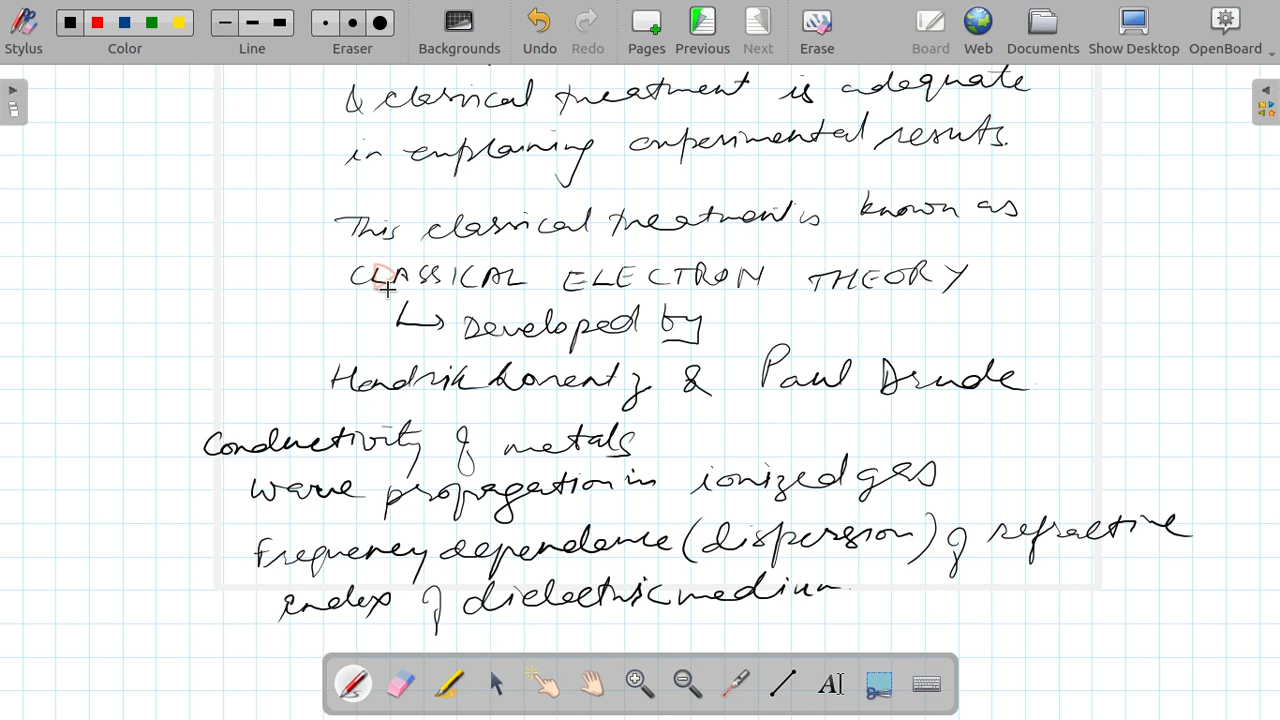 Stylus Color Line Eraser Backgrounds Undo Redo Pages Previous Next Erase Board Web Documents Show Desktop OpenBoard
& classical treatment is adequate
in explaining experimental results.
This classical treatment is known as
CLASSICAL ELECTRON THEORY
↳ Developed by
Hendrik Lorentz & Paul Drude
Conductivity of metals
Wave propagation in ionized gas
Frequency dependence (dispersion) of refractive
index of dielectric medium.
AI